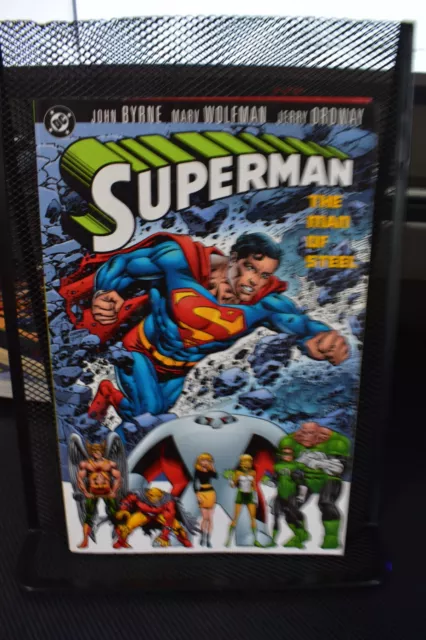 DC
JOHN BYRNE MARV WOLFMAN JERRY ORDWAY
SUPERMAN
THE
MAN
OF
STEEL